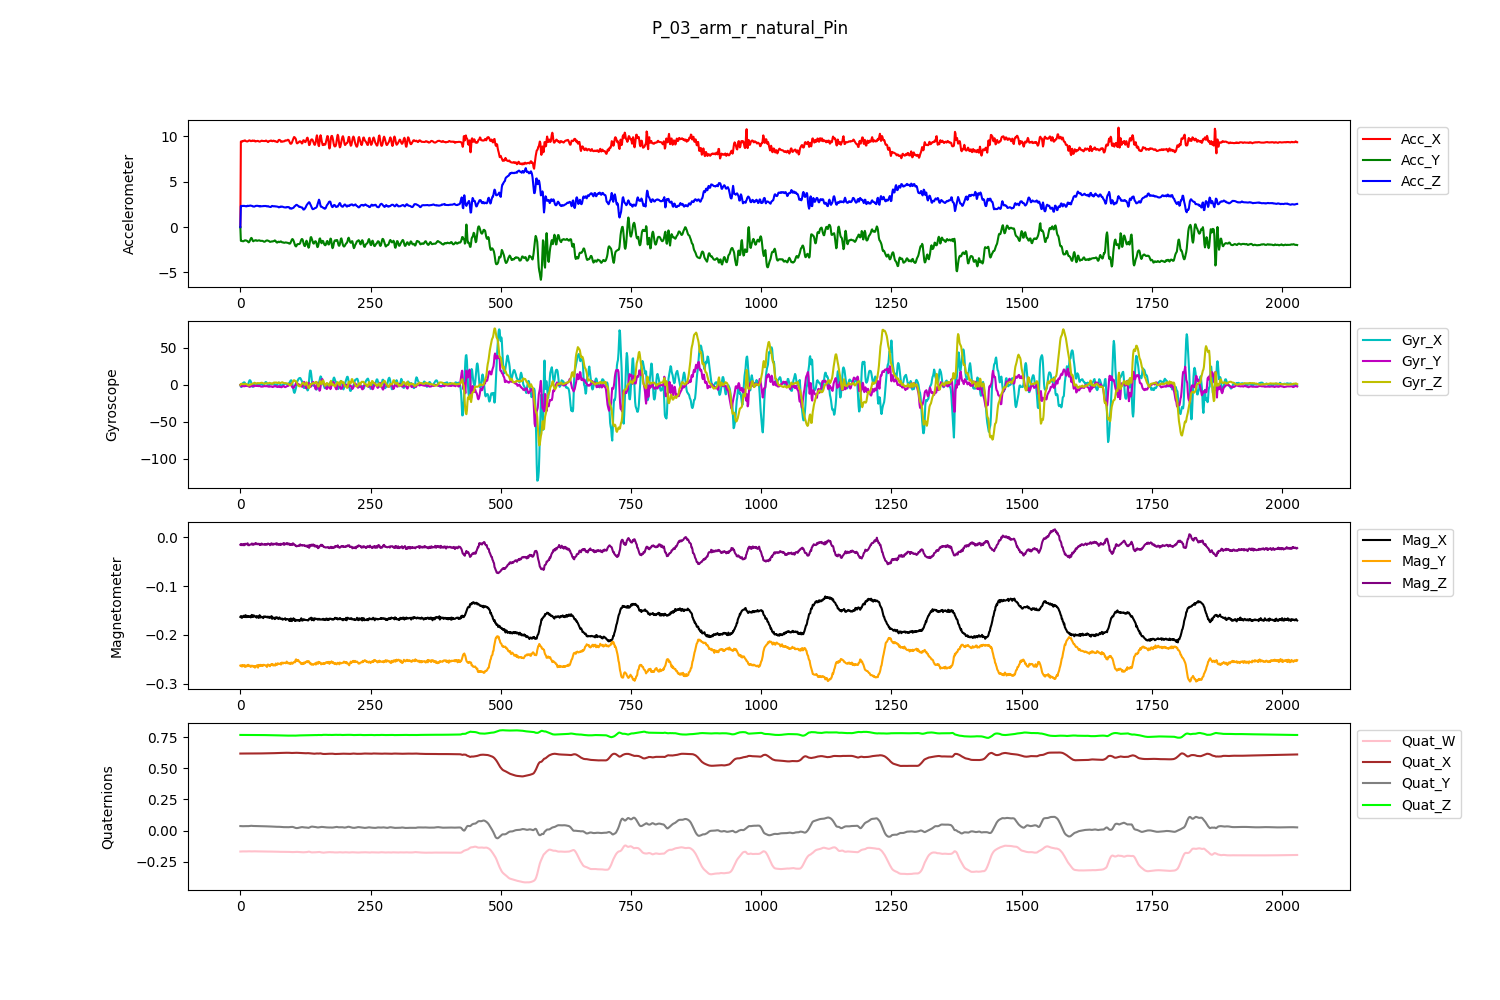 P_03_arm_r_natural_Pin
Accelerometer
10
5
0
−5
0 250 500 750 1000 1250 1500 1750 2000
Acc_X
Acc_Y
Acc_Z
Gyroscope
50
0
−50
−100
0 250 500 750 1000 1250 1500 1750 2000
Gyr_X
Gyr_Y
Gyr_Z
Magnetometer
0.0
−0.1
−0.2
−0.3
0 250 500 750 1000 1250 1500 1750 2000
Mag_X
Mag_Y
Mag_Z
Quaternions
0.75
0.50
0.25
0.00
−0.25
0 250 500 750 1000 1250 1500 1750 2000
Quat_W
Quat_X
Quat_Y
Quat_Z